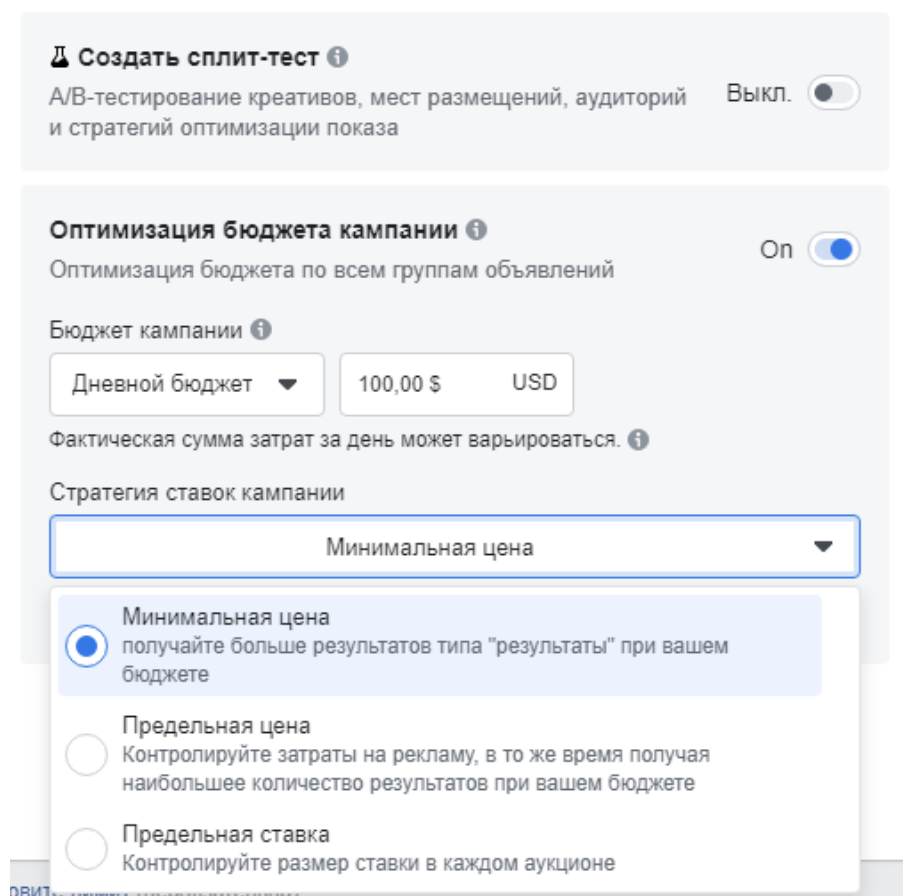 Создать сплит-тест
А/В-тестирование креативов, мест размещений, аудиторий
и стратегий оптимизации показа
Выкл.
Оптимизация бюджета кампании
Оптимизация бюджета по всем группам объявлений
On
Бюджет кампании
Дневной бюджет
100,00 $ USD
Фактическая сумма затрат за день может варьироваться.
Стратегия ставок кампании
Минимальная цена
Минимальная цена
получайте больше результатов типа "результаты" при вашем
бюджете
Предельная цена
Контролируйте затраты на рекламу, в то же время получая
наибольшее количество результатов при вашем бюджете
Предельная ставка
Контролируйте размер ставки в каждом аукционе